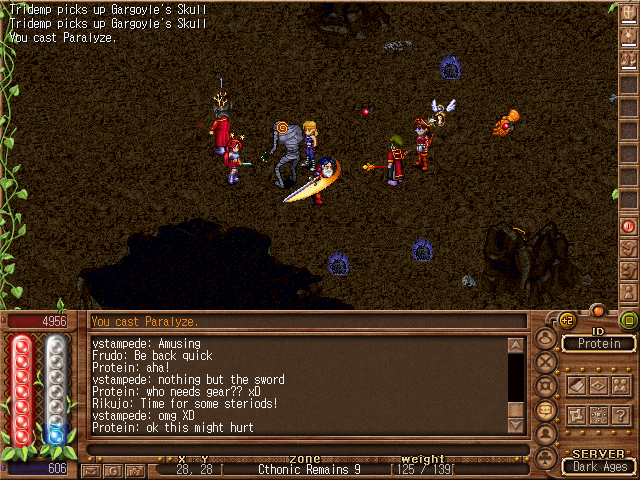 Tridemp picks up Gargoyle's Skull
Tridemp picks up Gargoyle's Skull
You cast Paralyze.
4956
You cast Paralyze.
+2
ID
Protein
vstampede: Amusing
Frudo: Be back quick
Protein: aha!
vstampede: nothing but the sword
Protein: who needs gear?? xD
Rikujo: Time for some steriods!
vstampede: omg XD
Protein: ok this might hurt
SERVER
Dark Ages
606
x y zone weight
28, 28 [ Cthonic Remains 9 [125 / 139[